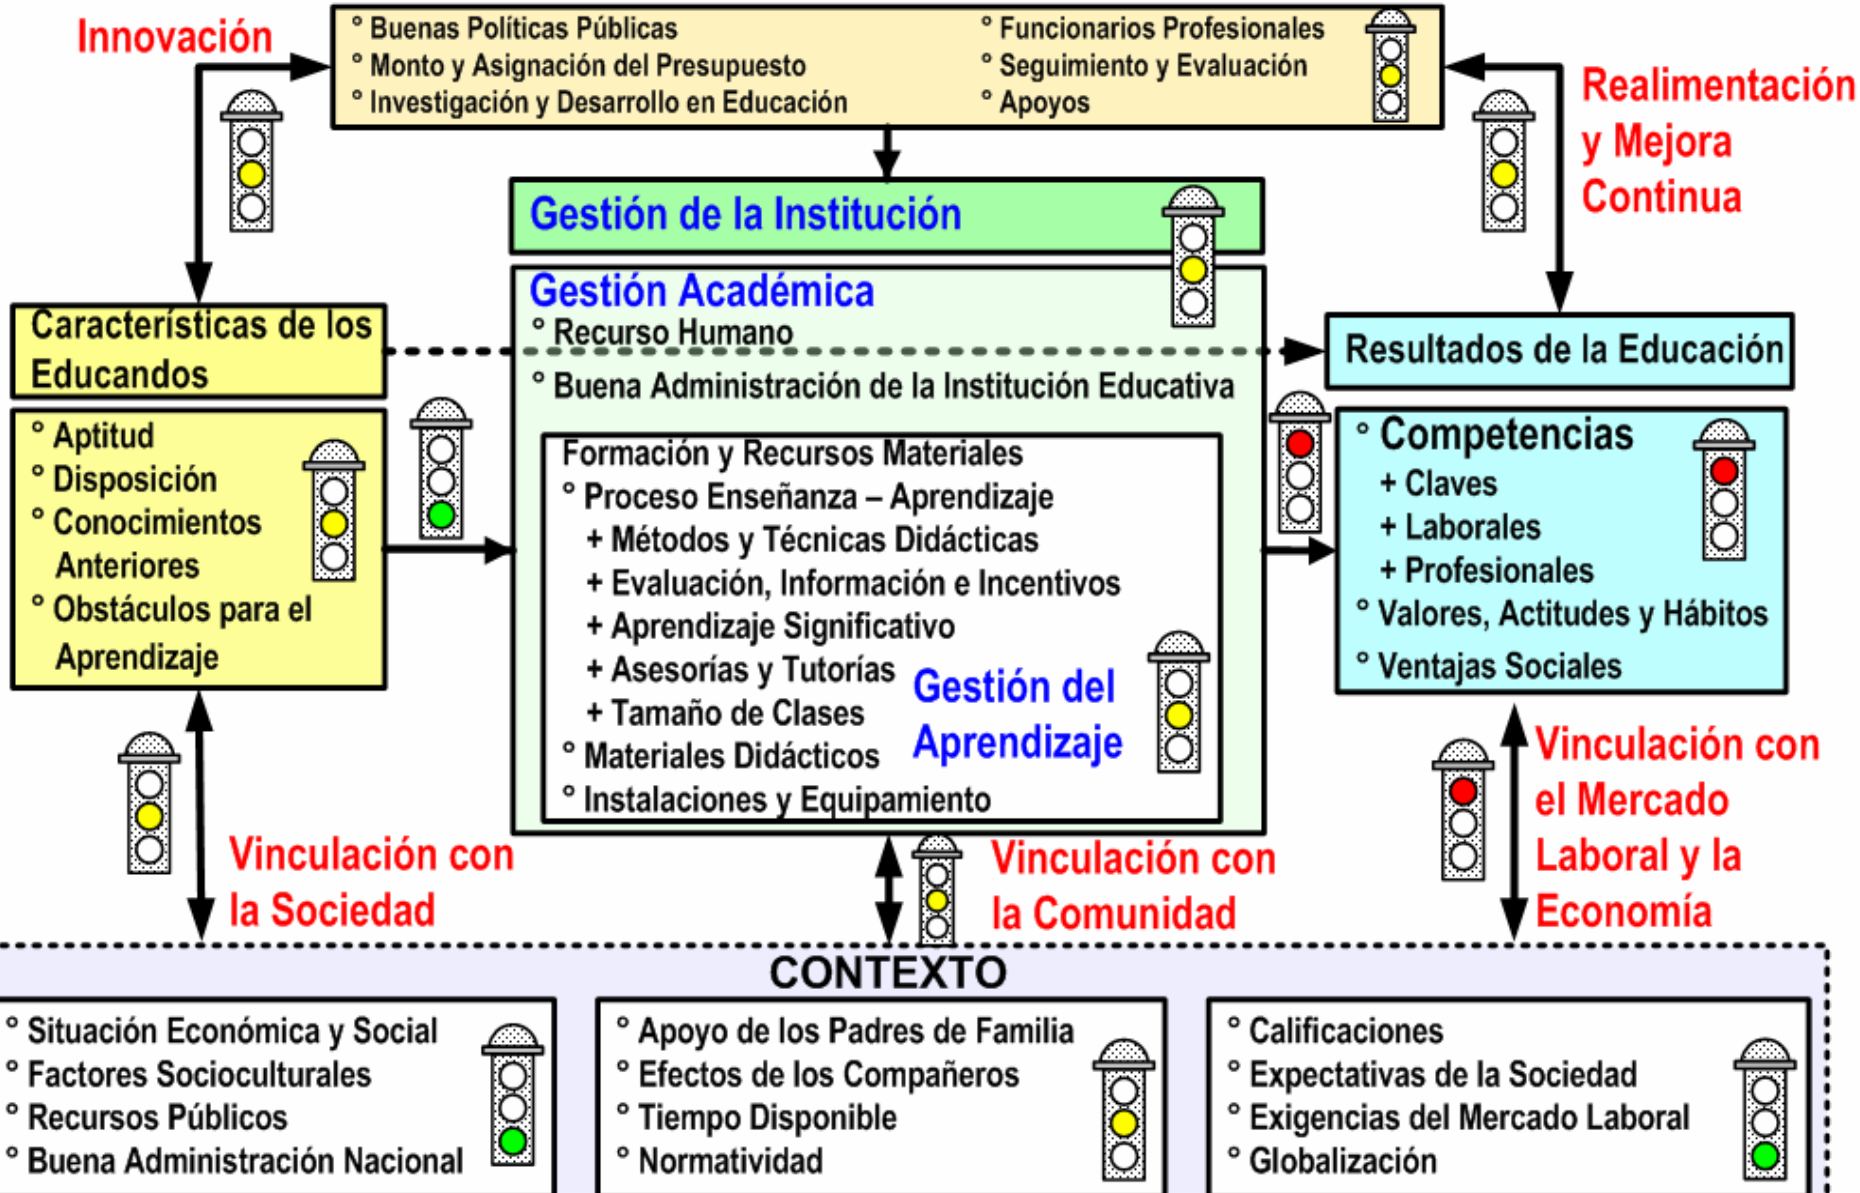 Innovación
° Buenas Políticas Públicas
° Monto y Asignación del Presupuesto
° Investigación y Desarrollo en Educación
° Funcionarios Profesionales
° Seguimiento y Evaluación
° Apoyos
Realimentación
y Mejora
Continua
Gestión de la Institución
Gestión Académica
° Recurso Humano
° Buena Administración de la Institución Educativa
Características de los
Educandos
° Aptitud
° Disposición
° Conocimientos
Anteriores
° Obstáculos para el
Aprendizaje
Formación y Recursos Materiales
° Proceso Enseñanza – Aprendizaje
+ Métodos y Técnicas Didácticas
+ Evaluación, Información e Incentivos
+ Aprendizaje Significativo
+ Asesorías y Tutorías
+ Tamaño de Clases
° Materiales Didácticos
° Instalaciones y Equipamiento
Gestión del
Aprendizaje
Resultados de la Educación
° Competencias
+ Claves
+ Laborales
+ Profesionales
° Valores, Actitudes y Hábitos
° Ventajas Sociales
Vinculación con
la Sociedad
Vinculación con
la Comunidad
Vinculación con
el Mercado
Laboral y la
Economía
CONTEXTO
° Situación Económica y Social
° Factores Socioculturales
° Recursos Públicos
° Buena Administración Nacional
° Apoyo de los Padres de Familia
° Efectos de los Compañeros
° Tiempo Disponible
° Normatividad
° Calificaciones
° Expectativas de la Sociedad
° Exigencias del Mercado Laboral
° Globalización